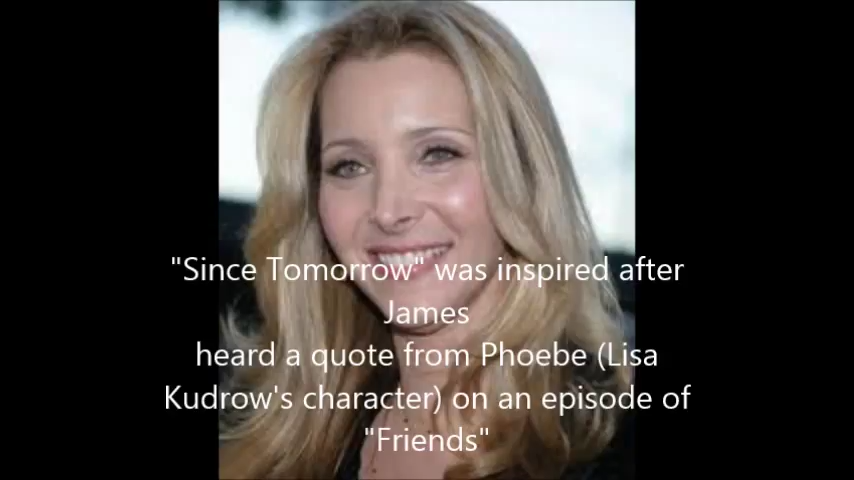 "Since Tomorrow" was inspired after
James
heard a quote from Phoebe (Lisa
Kudrow's character) on an episode of
"Friends"